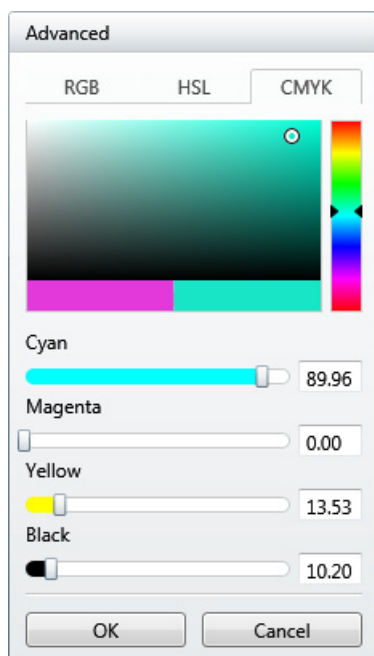 Advanced
RGB HSL CMYK
Cyan
89.96
Magenta
0.00
Yellow
13.53
Black
10.20
OK Cancel